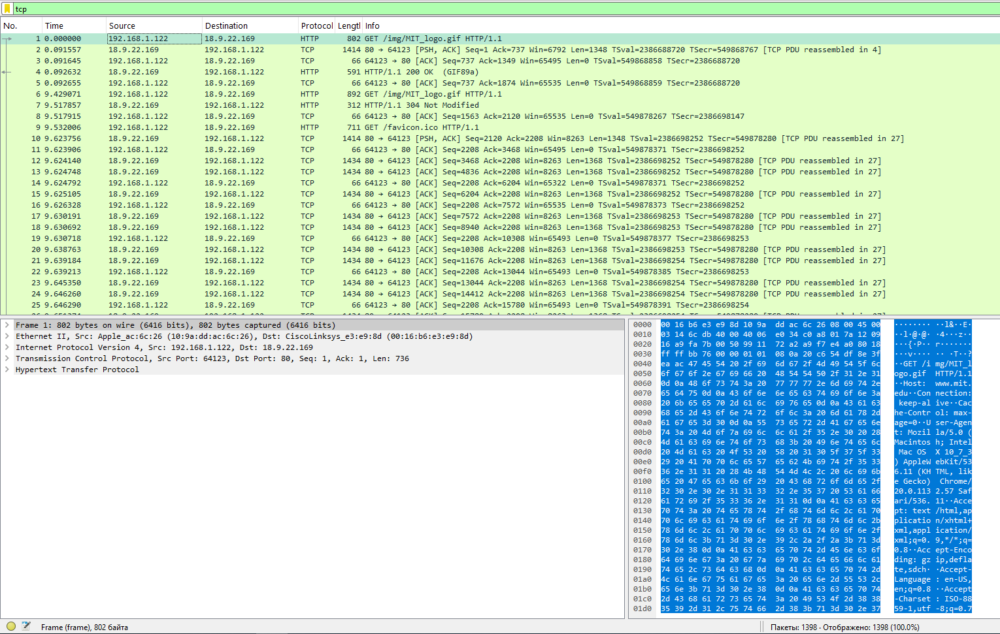 tcp
No. Time Source Destination Protocol Lengtl Info
1 0.000000 192.168.1.122 18.9.22.169 HTTP 802 GET /img/MIT_logo.gif HTTP/1.1
2 0.091557 18.9.22.169 192.168.1.122 TCP 1414 80 → 64123 [PSH, ACK] Seq=1 Ack=737 Win=6792 Len=1348 TSval=2386688720 TSecr=549868767 [TCP PDU reassembled in 4]
3 0.091645 192.168.1.122 18.9.22.169 TCP 66 64123 → 80 [ACK] Seq=737 Ack=1349 Win=65495 Len=0 TSval=549868858 TSecr=2386688720
4 0.092632 18.9.22.169 192.168.1.122 HTTP 591 HTTP/1.1 200 OK (GIF89a)
5 0.092655 192.168.1.122 18.9.22.169 TCP 66 64123 → 80 [ACK] Seq=737 Ack=1874 Win=65535 Len=0 TSval=549868859 TSecr=2386688720
6 9.429071 192.168.1.122 18.9.22.169 HTTP 892 GET /img/MIT_logo.gif HTTP/1.1
7 9.517857 18.9.22.169 192.168.1.122 HTTP 312 HTTP/1.1 304 Not Modified
8 9.517915 192.168.1.122 18.9.22.169 TCP 66 64123 → 80 [ACK] Seq=1563 Ack=2120 Win=65535 Len=0 TSval=549878267 TSecr=2386698147
9 9.532006 192.168.1.122 18.9.22.169 HTTP 711 GET /favicon.ico HTTP/1.1
10 9.623756 18.9.22.169 192.168.1.122 TCP 1414 80 → 64123 [PSH, ACK] Seq=2120 Ack=2208 Win=8263 Len=1348 TSval=2386698252 TSecr=549878280 [TCP PDU reassembled in 27]
11 9.623906 192.168.1.122 18.9.22.169 TCP 66 64123 → 80 [ACK] Seq=2208 Ack=3468 Win=65495 Len=0 TSval=549878371 TSecr=2386698252
12 9.624140 18.9.22.169 192.168.1.122 TCP 1434 80 → 64123 [ACK] Seq=3468 Ack=2208 Win=8263 Len=1368 TSval=2386698252 TSecr=549878280 [TCP PDU reassembled in 27]
13 9.624748 18.9.22.169 192.168.1.122 TCP 1434 80 → 64123 [ACK] Seq=4836 Ack=2208 Win=8263 Len=1368 TSval=2386698252 TSecr=549878280 [TCP PDU reassembled in 27]
14 9.624792 192.168.1.122 18.9.22.169 TCP 66 64123 → 80 [ACK] Seq=2208 Ack=6204 Win=65322 Len=0 TSval=549878371 TSecr=2386698252
15 9.625105 18.9.22.169 192.168.1.122 TCP 1434 80 → 64123 [ACK] Seq=6204 Ack=2208 Win=8263 Len=1368 TSval=2386698252 TSecr=549878280 [TCP PDU reassembled in 27]
16 9.626328 192.168.1.122 18.9.22.169 TCP 66 64123 → 80 [ACK] Seq=2208 Ack=7572 Win=65535 Len=0 TSval=549878373 TSecr=2386698252
17 9.630191 18.9.22.169 192.168.1.122 TCP 1434 80 → 64123 [ACK] Seq=7572 Ack=2208 Win=8263 Len=1368 TSval=2386698253 TSecr=549878280 [TCP PDU reassembled in 27]
18 9.630692 18.9.22.169 192.168.1.122 TCP 1434 80 → 64123 [ACK] Seq=8940 Ack=2208 Win=8263 Len=1368 TSval=2386698253 TSecr=549878280 [TCP PDU reassembled in 27]
19 9.630718 192.168.1.122 18.9.22.169 TCP 66 64123 → 80 [ACK] Seq=2208 Ack=10308 Win=65493 Len=0 TSval=549878377 TSecr=2386698253
20 9.638763 18.9.22.169 192.168.1.122 TCP 1434 80 → 64123 [ACK] Seq=10308 Ack=2208 Win=8263 Len=1368 TSval=2386698253 TSecr=549878280 [TCP PDU reassembled in 27]
21 9.639184 18.9.22.169 192.168.1.122 TCP 1434 80 → 64123 [ACK] Seq=11676 Ack=2208 Win=8263 Len=1368 TSval=2386698254 TSecr=549878280 [TCP PDU reassembled in 27]
22 9.639213 192.168.1.122 18.9.22.169 TCP 66 64123 → 80 [ACK] Seq=2208 Ack=13044 Win=65493 Len=0 TSval=549878385 TSecr=2386698253
23 9.645350 18.9.22.169 192.168.1.122 TCP 1434 80 → 64123 [ACK] Seq=13044 Ack=2208 Win=8263 Len=1368 TSval=2386698254 TSecr=549878280 [TCP PDU reassembled in 27]
24 9.646260 18.9.22.169 192.168.1.122 TCP 1434 80 → 64123 [ACK] Seq=14412 Ack=2208 Win=8263 Len=1368 TSval=2386698254 TSecr=549878280 [TCP PDU reassembled in 27]
25 9.646290 192.168.1.122 18.9.22.169 TCP 66 64123 → 80 [ACK] Seq=2208 Ack=15780 Win=65493 Len=0 TSval=549878391 TSecr=2386698254
Frame 1: 802 bytes on wire (6416 bits), 802 bytes captured (6416 bits)
Ethernet II, Src: Apple_ac:6c:26 (10:9a:dd:ac:6c:26), Dst: CiscoLinksys_e3:e9:8d (00:16:b6:e3:e9:8d)
Internet Protocol Version 4, Src: 192.168.1.122, Dst: 18.9.22.169
Transmission Control Protocol, Src Port: 64123, Dst Port: 80, Seq: 1, Ack: 1, Len: 736
Hypertext Transfer Protocol
0000 00 16 b6 e3 e9 8d 10 9a dd ac 6c 26 08 00 45 00 ········ ··l&··E·
0010 03 14 6c db 40 00 40 06 e0 34 c0 a8 01 7a 12 09 ··l·@·@· ·4···z··
0020 16 a9 fa 7b 00 50 99 11 72 a2 a9 f7 e4 a0 80 18 ···{·P·· r·······
0030 ff ff bb 76 00 00 01 01 08 0a 20 c6 54 df 8e 3f ···v···· ·· ·T··?
0040 ea ac 47 45 54 20 2f 69 6d 67 2f 4d 49 54 5f 6c ··GET /i mg/MIT_l
0050 6f 67 6f 2e 67 69 66 20 48 54 54 50 2f 31 2e 31 ogo.gif HTTP/1.1
0060 0d 0a 48 6f 73 74 3a 20 77 77 77 2e 6d 69 74 2e ··Host: www.mit.
0070 65 64 75 0d 0a 43 6f 6e 6e 65 63 74 69 6f 6e 3a edu··Con nection:
0080 20 6b 65 65 70 2d 61 6c 69 76 65 0d 0a 43 61 63 keep-al ive··Cac
0090 68 65 2d 43 6f 6e 74 72 6f 6c 3a 20 6d 61 78 2d he-Contr ol: max-
00a0 61 67 65 3d 30 0d 0a 55 73 65 72 2d 41 67 65 6e age=0··U ser-Agen
00b0 74 3a 20 4d 6f 7a 69 6c 6c 61 2f 35 2e 30 20 28 t: Mozil la/5.0 (
00c0 4d 61 63 69 6e 74 6f 73 68 3b 20 49 6e 74 65 6c Macintos h; Intel
00d0 20 4d 61 63 20 4f 53 20 58 20 31 30 5f 37 5f 33 Mac OS X 10_7_3
00e0 29 20 41 70 70 6c 65 57 65 62 4b 69 74 2f 35 33 ) AppleW ebKit/53
00f0 36 2e 31 31 20 28 4b 48 54 4d 4c 2c 20 6c 69 6b 6.11 (KH TML, lik
0100 65 20 47 65 63 6b 6f 29 20 43 68 72 6f 6d 65 2f e Gecko) Chrome/
0110 32 30 2e 30 2e 31 31 33 32 2e 35 37 20 53 61 66 20.0.113 2.57 Saf
0120 61 72 69 2f 35 33 36 2e 31 31 0d 0a 41 63 63 65 ari/536. 11··Acce
0130 70 74 3a 20 74 65 78 74 2f 68 74 6d 6c 2c 61 70 pt: text /html,ap
0140 70 6c 69 63 61 74 69 6f 6e 2f 78 68 74 6d 6c 2b plicatio n/xhtml+
0150 78 6d 6c 2c 61 70 70 6c 69 63 61 74 69 6f 6e 2f xml,appl ication/
0160 78 6d 6c 3b 71 3d 30 2e 39 2c 2a 2f 2a 3b 71 3d xml;q=0. 9,*/*;q=
0170 30 2e 38 0d 0a 41 63 63 65 70 74 2d 45 6e 63 6f 0.8··Acc ept-Enco
0180 64 69 6e 67 3a 20 67 7a 69 70 2c 64 65 66 6c 61 ding: gz ip,defla
0190 74 65 2c 73 64 63 68 0d 0a 41 63 63 65 70 74 2d te,sdch· ·Accept-
01a0 4c 61 6e 67 75 61 67 65 3a 20 65 6e 2d 55 53 2c Language : en-US,
01b0 65 6e 3b 71 3d 30 2e 38 0d 0a 41 63 63 65 70 74 en;q=0.8 ··Accept
01c0 2d 43 68 61 72 73 65 74 3a 20 49 53 4f 2d 38 38 -Charset : ISO-88
01d0 35 39 2d 31 2c 75 74 66 2d 38 3b 71 3d 30 2e 37 59-1,utf -8;q=0.7
Frame (frame), 802 байта
Пакеты: 1398 · Отображено: 1398 (100.0%)